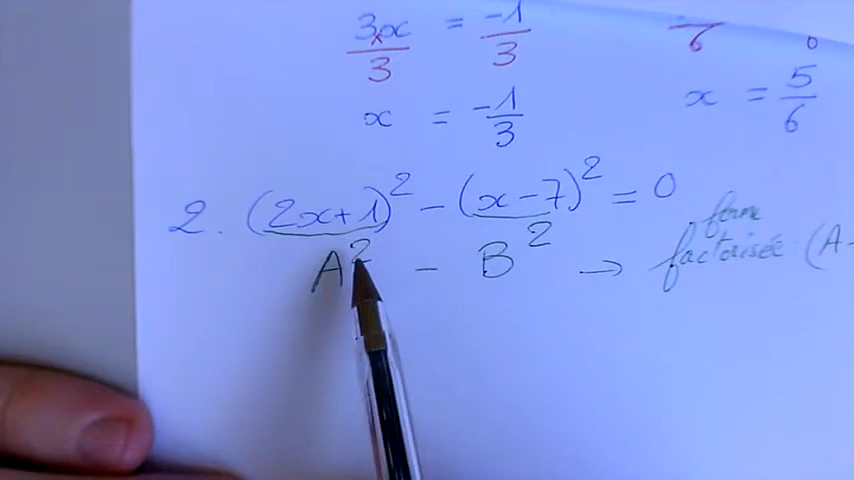 3x/3 = -1/3
6
x = -1/3
x = 5/6
2. (2x+1)² - (x-7)² = 0
A² - B² → forme factorisée (A-